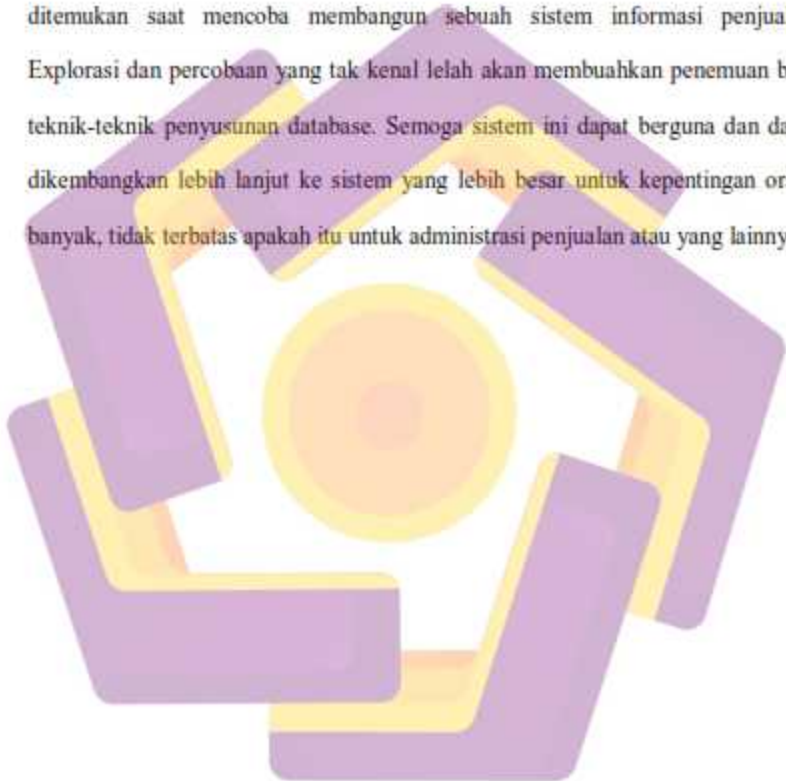 ditemukan saat mencoba membangun sebuah sistem informasi penjua
Explorasi dan percobaan yang tak kenal lelah akan membuahkan penemuan b
teknik-teknik penyusunan database. Semoga sistem ini dapat berguna dan da
dikembangkan lebih lanjut ke sistem yang lebih besar untuk kepentingan or
banyak, tidak terbatas apakah itu untuk administrasi penjualan atau yang lainny